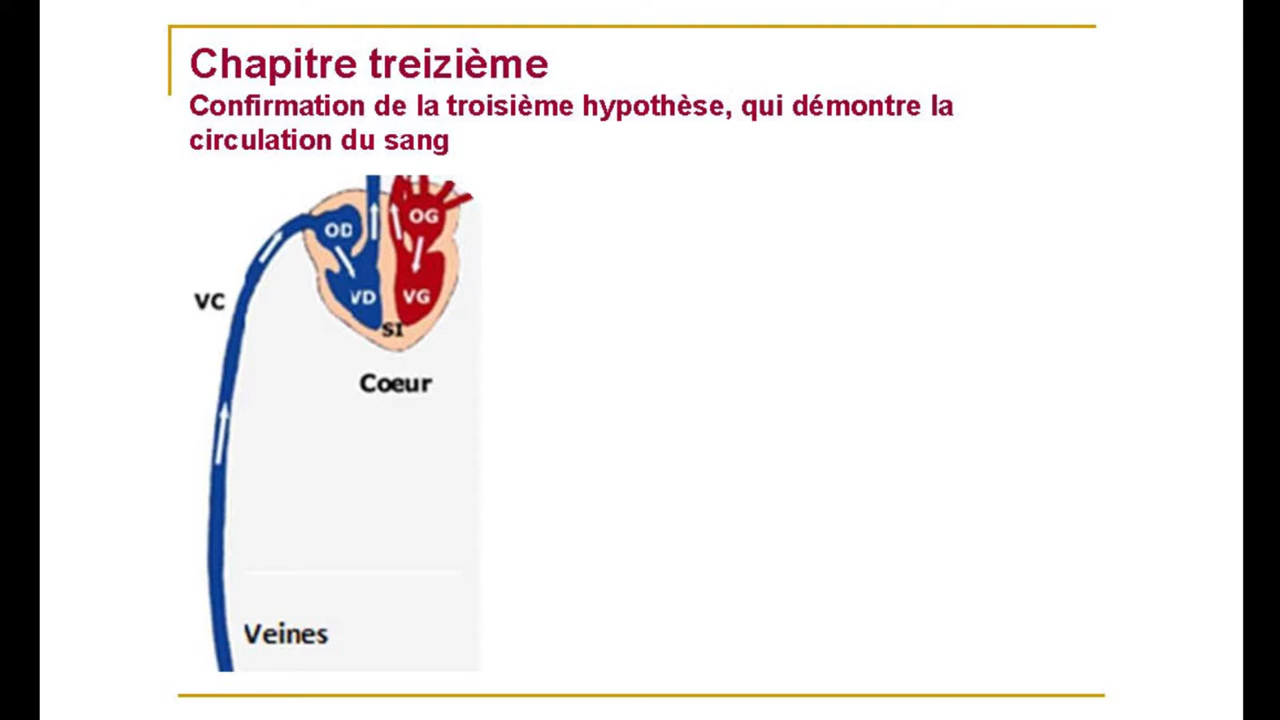 Chapitre treizième
Confirmation de la troisième hypothèse, qui démontre la
circulation du sang
OG
OD
VC
VD
VG
SI
Coeur
Veines